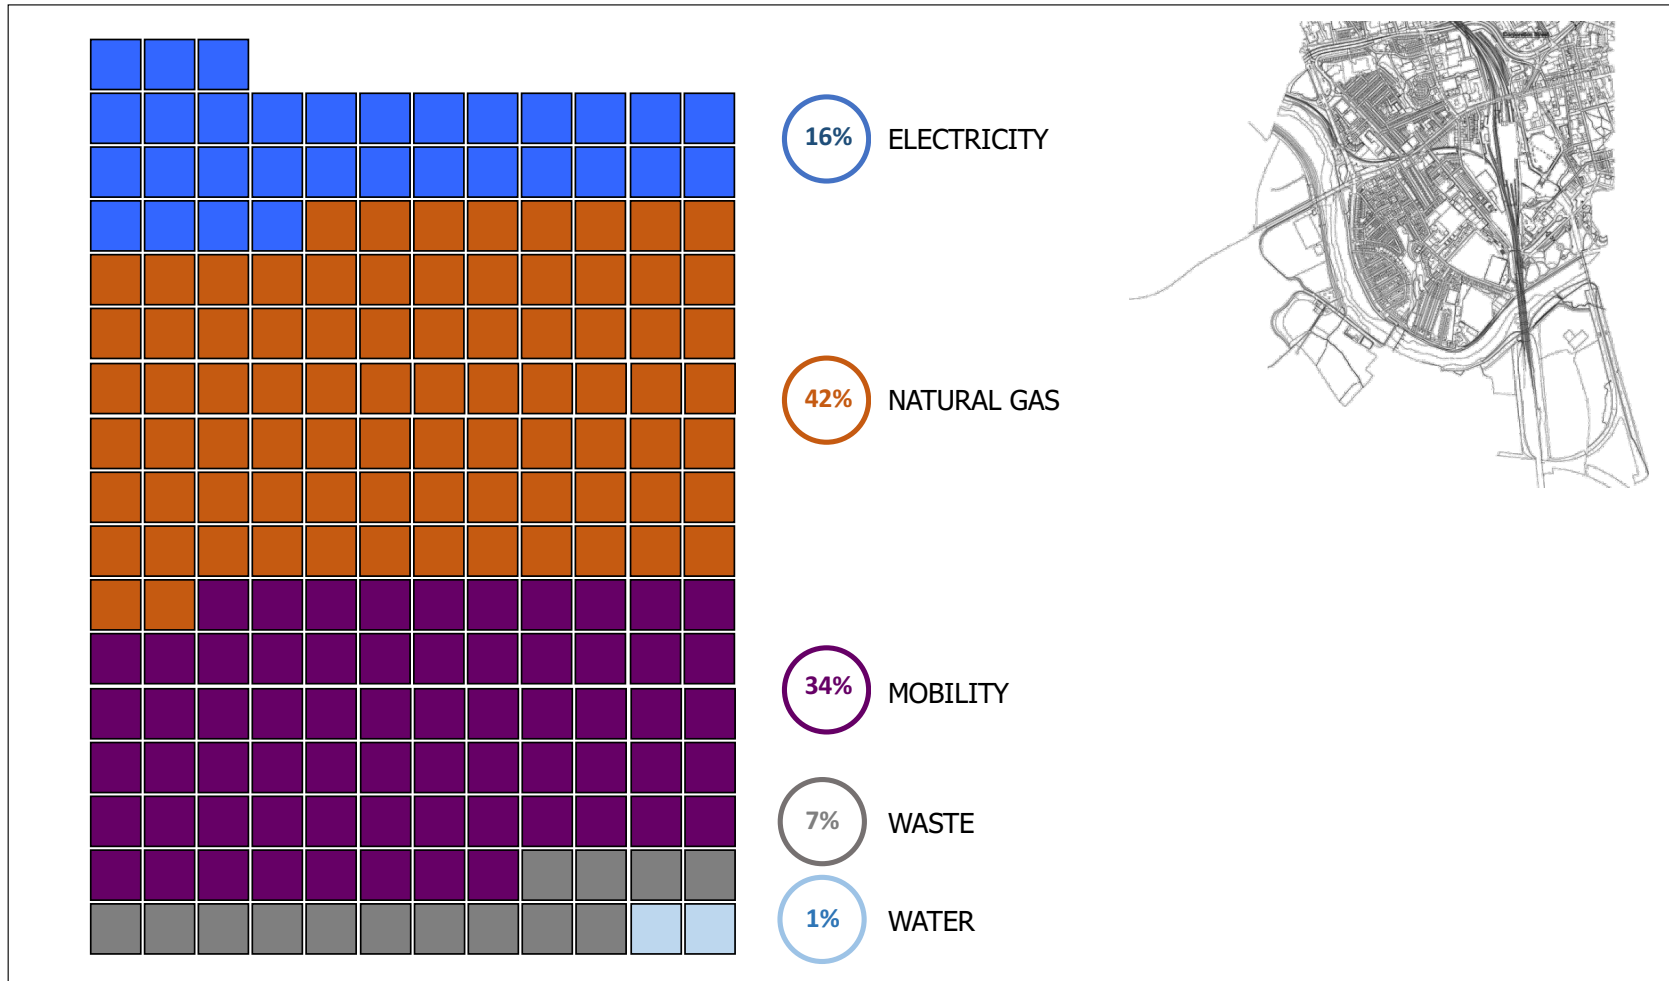 16% ELECTRICITY
42% NATURAL GAS
34% MOBILITY
7% WASTE
1% WATER